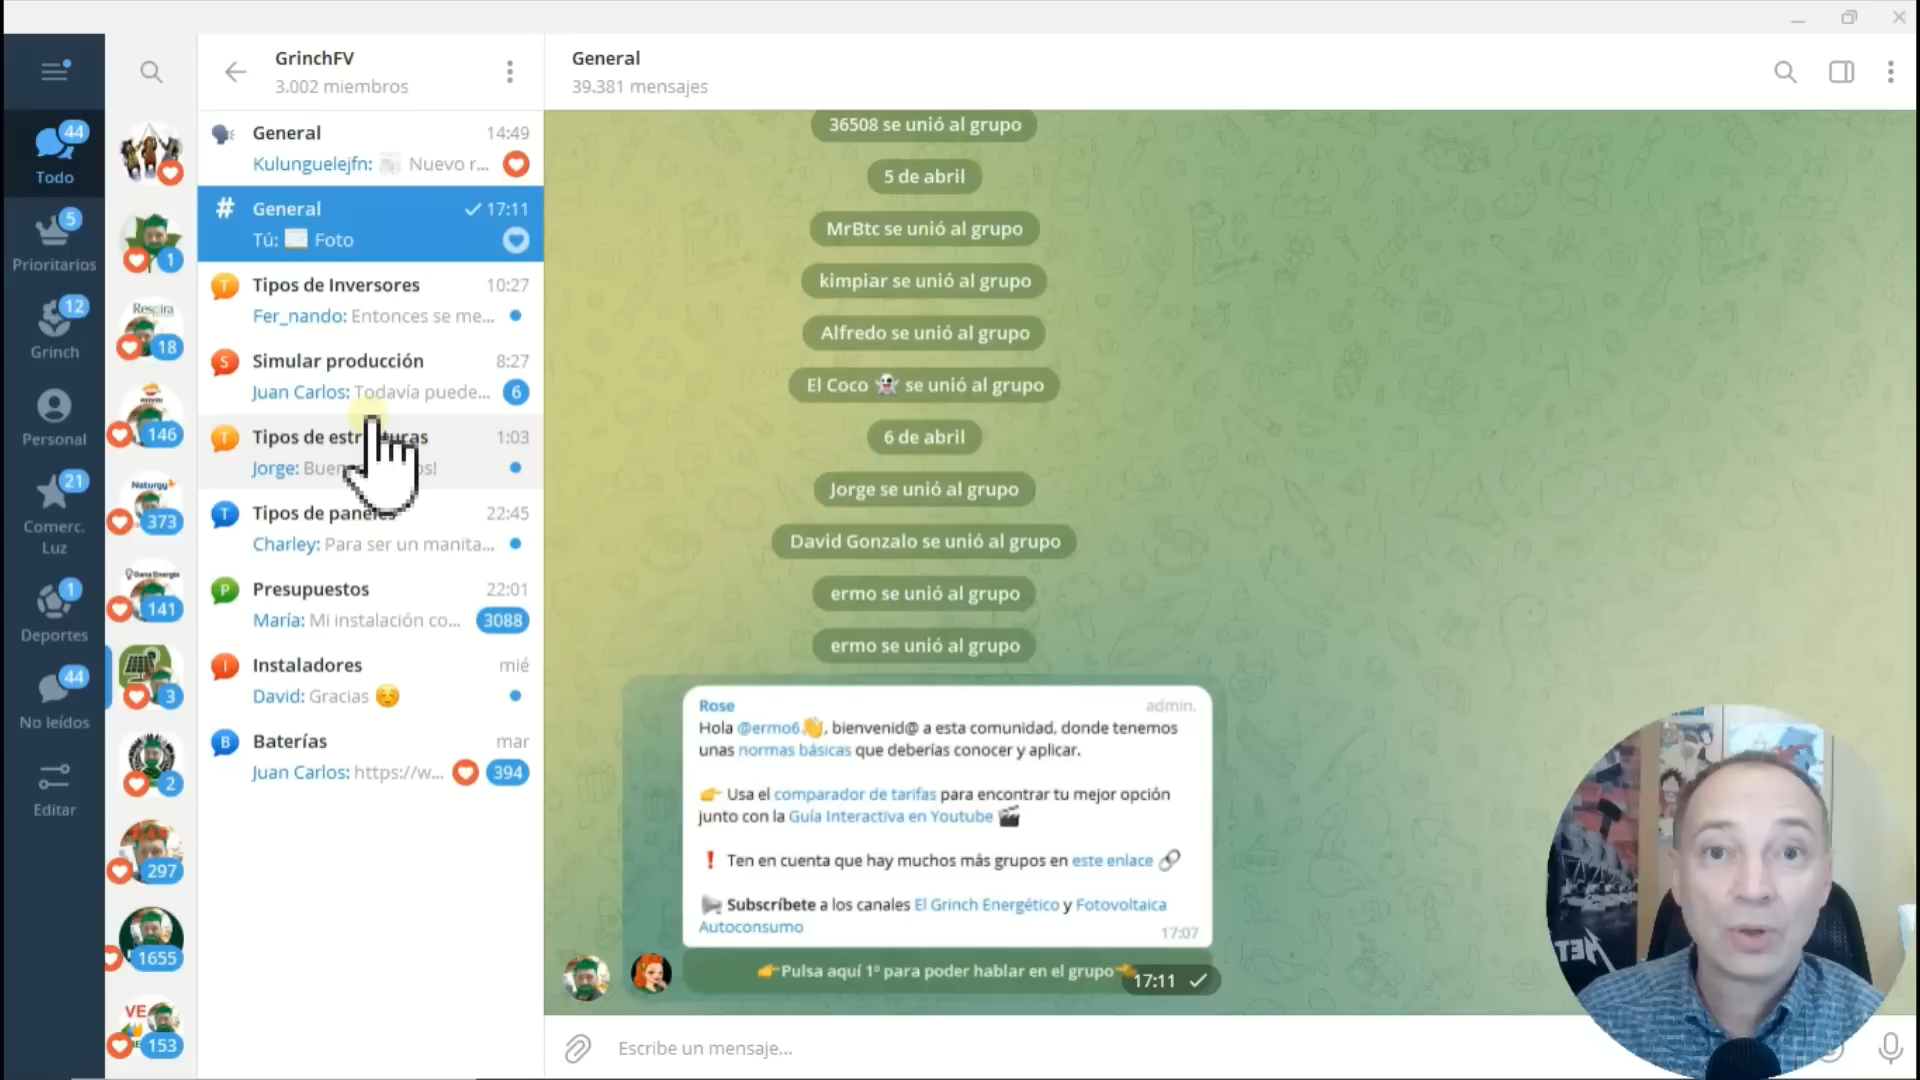 44
Todo
5
Prioritarios
12
Grinch
Personal
21
Comerc.
Luz
1
Deportes
44
No leídos
Editar
1
Respira
18
146
Naturgy
373
Gana Energía
141
3
2
297
1655
VE
153
GrinchFV
3.002 miembros
General 14:49
Kulunguelejfn: Nuevo r...
# General 17:11
Tú: Foto
T Tipos de Inversores 10:27
Fer_nando: Entonces se me...
S Simular producción 8:27
Juan Carlos: Todavía puede... 6
T Tipos de 1:03
Jorge:
T Tipos de paneles 22:45
Charley: Para ser un manita...
P Presupuestos 22:01
María: Mi instalación co... 3088
I Instaladores mié
David: Gracias ☺️
B Baterías mar
Juan Carlos: https://w... 394
General
39.381 mensajes
36508 se unió al grupo
5 de abril
MrBtc se unió al grupo
kimpiar se unió al grupo
Alfredo se unió al grupo
El Coco 👻 se unió al grupo
6 de abril
Jorge se unió al grupo
David Gonzalo se unió al grupo
ermo se unió al grupo
ermo se unió al grupo
Rose admin.
Hola @ermo6👋, bienvenid@ a esta comunidad, donde tenemos
unas normas básicas que deberías conocer y aplicar.
👉 Usa el comparador de tarifas para encontrar tu mejor opción
junto con la Guía Interactiva en Youtube 🎬
❗ Ten en cuenta que hay muchos más grupos en este enlace 🔗
📢 Subscríbete a los canales El Grinch Energético y Fotovoltaica
Autoconsumo 17:07
👉Pulsa aquí 1º para poder hablar en el grupo👈
17:11
Escribe un mensaje...